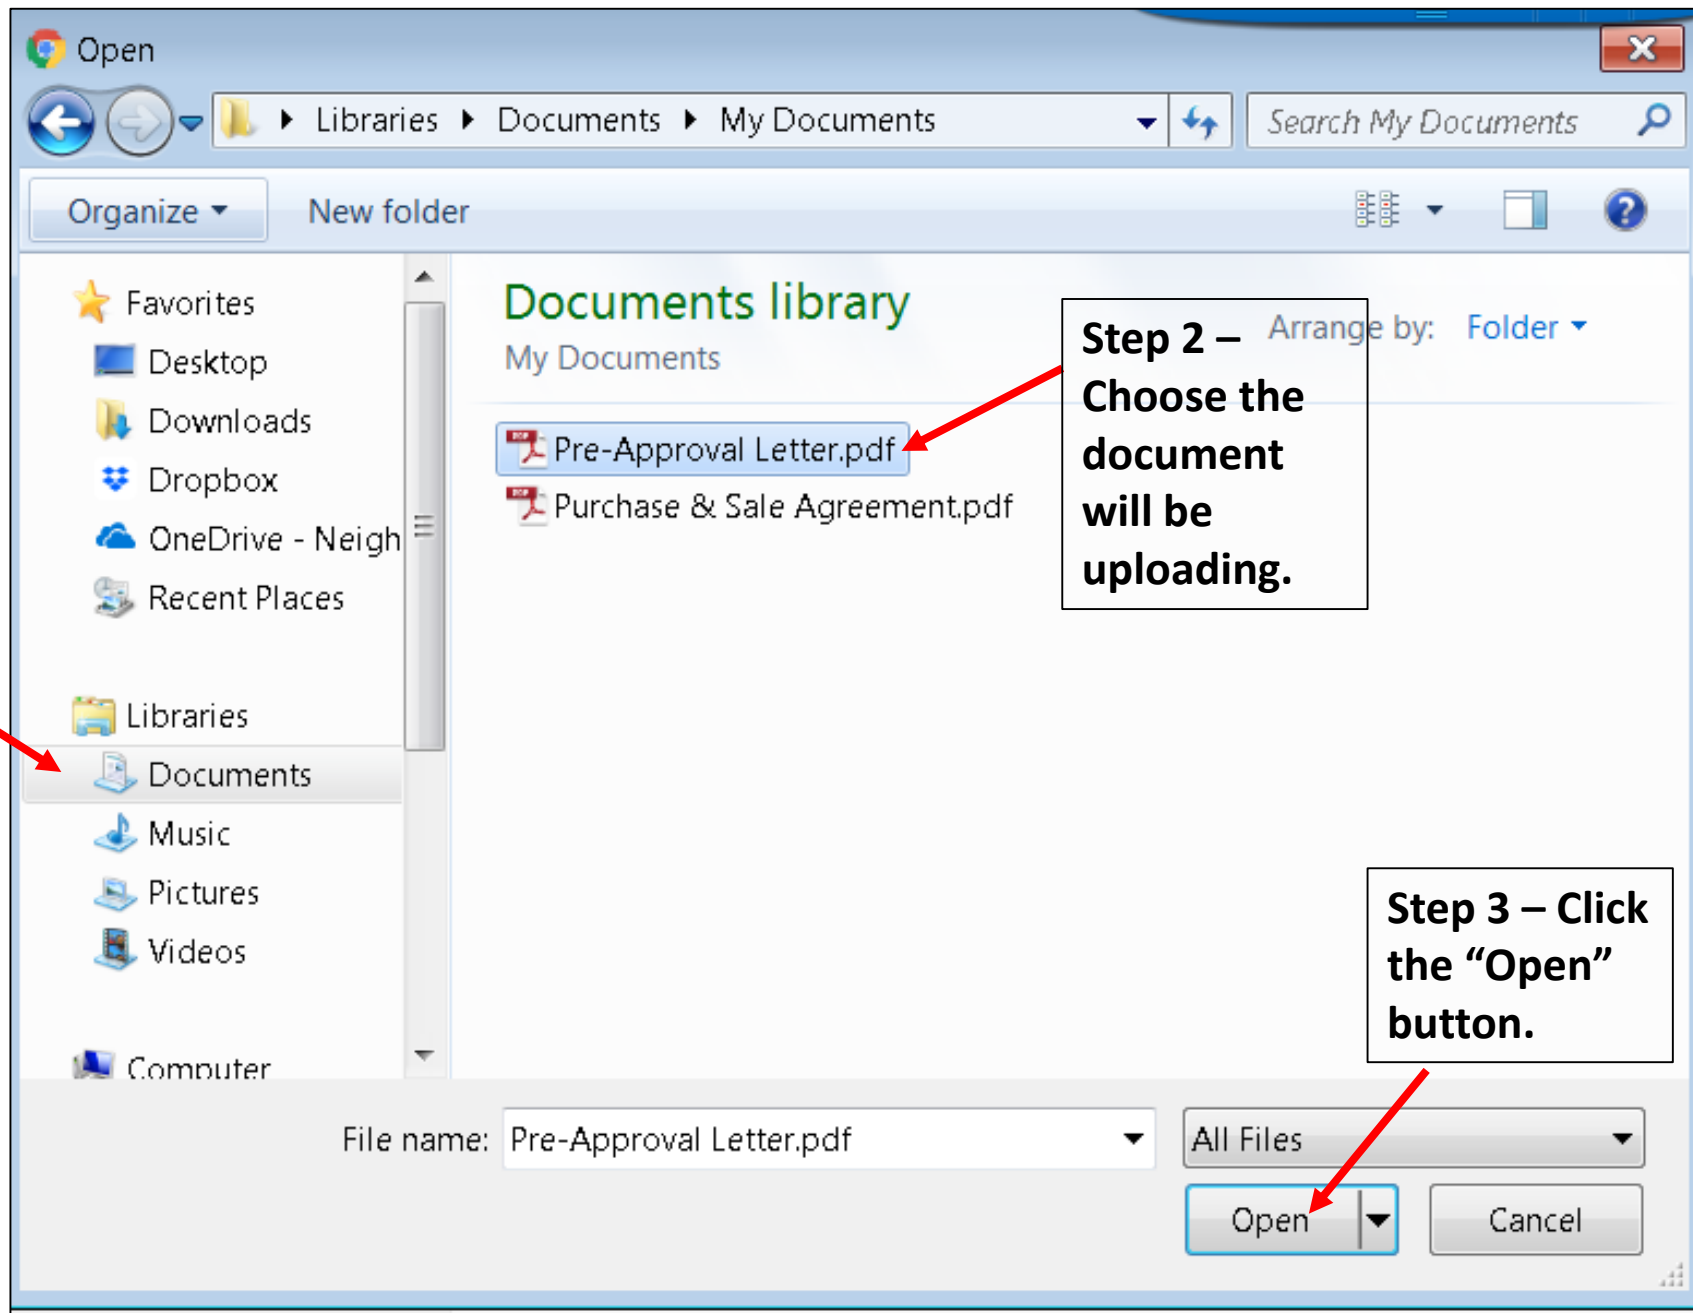 Open
Libraries Documents My Documents
Search My Documents
Organize New folder
Favorites
Desktop
Downloads
Dropbox
OneDrive - Neigh
Recent Places
Libraries
Documents
Music
Pictures
Videos
Computer
Documents library
My Documents
Arrange by: Folder
Pre-Approval Letter.pdf
Purchase & Sale Agreement.pdf
Step 2 –
Choose the
document
will be
uploading.
Step 3 – Click
the “Open”
button.
File name: Pre-Approval Letter.pdf
All Files
Open
Cancel